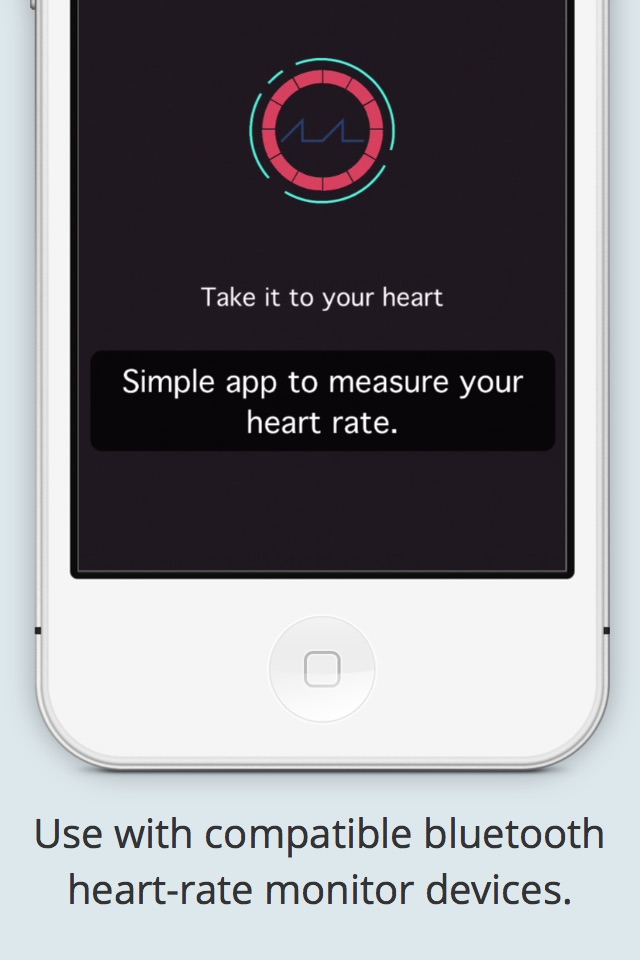 Take it to your heart
Simple app to measure your
heart rate.
Use with compatible bluetooth
heart-rate monitor devices.